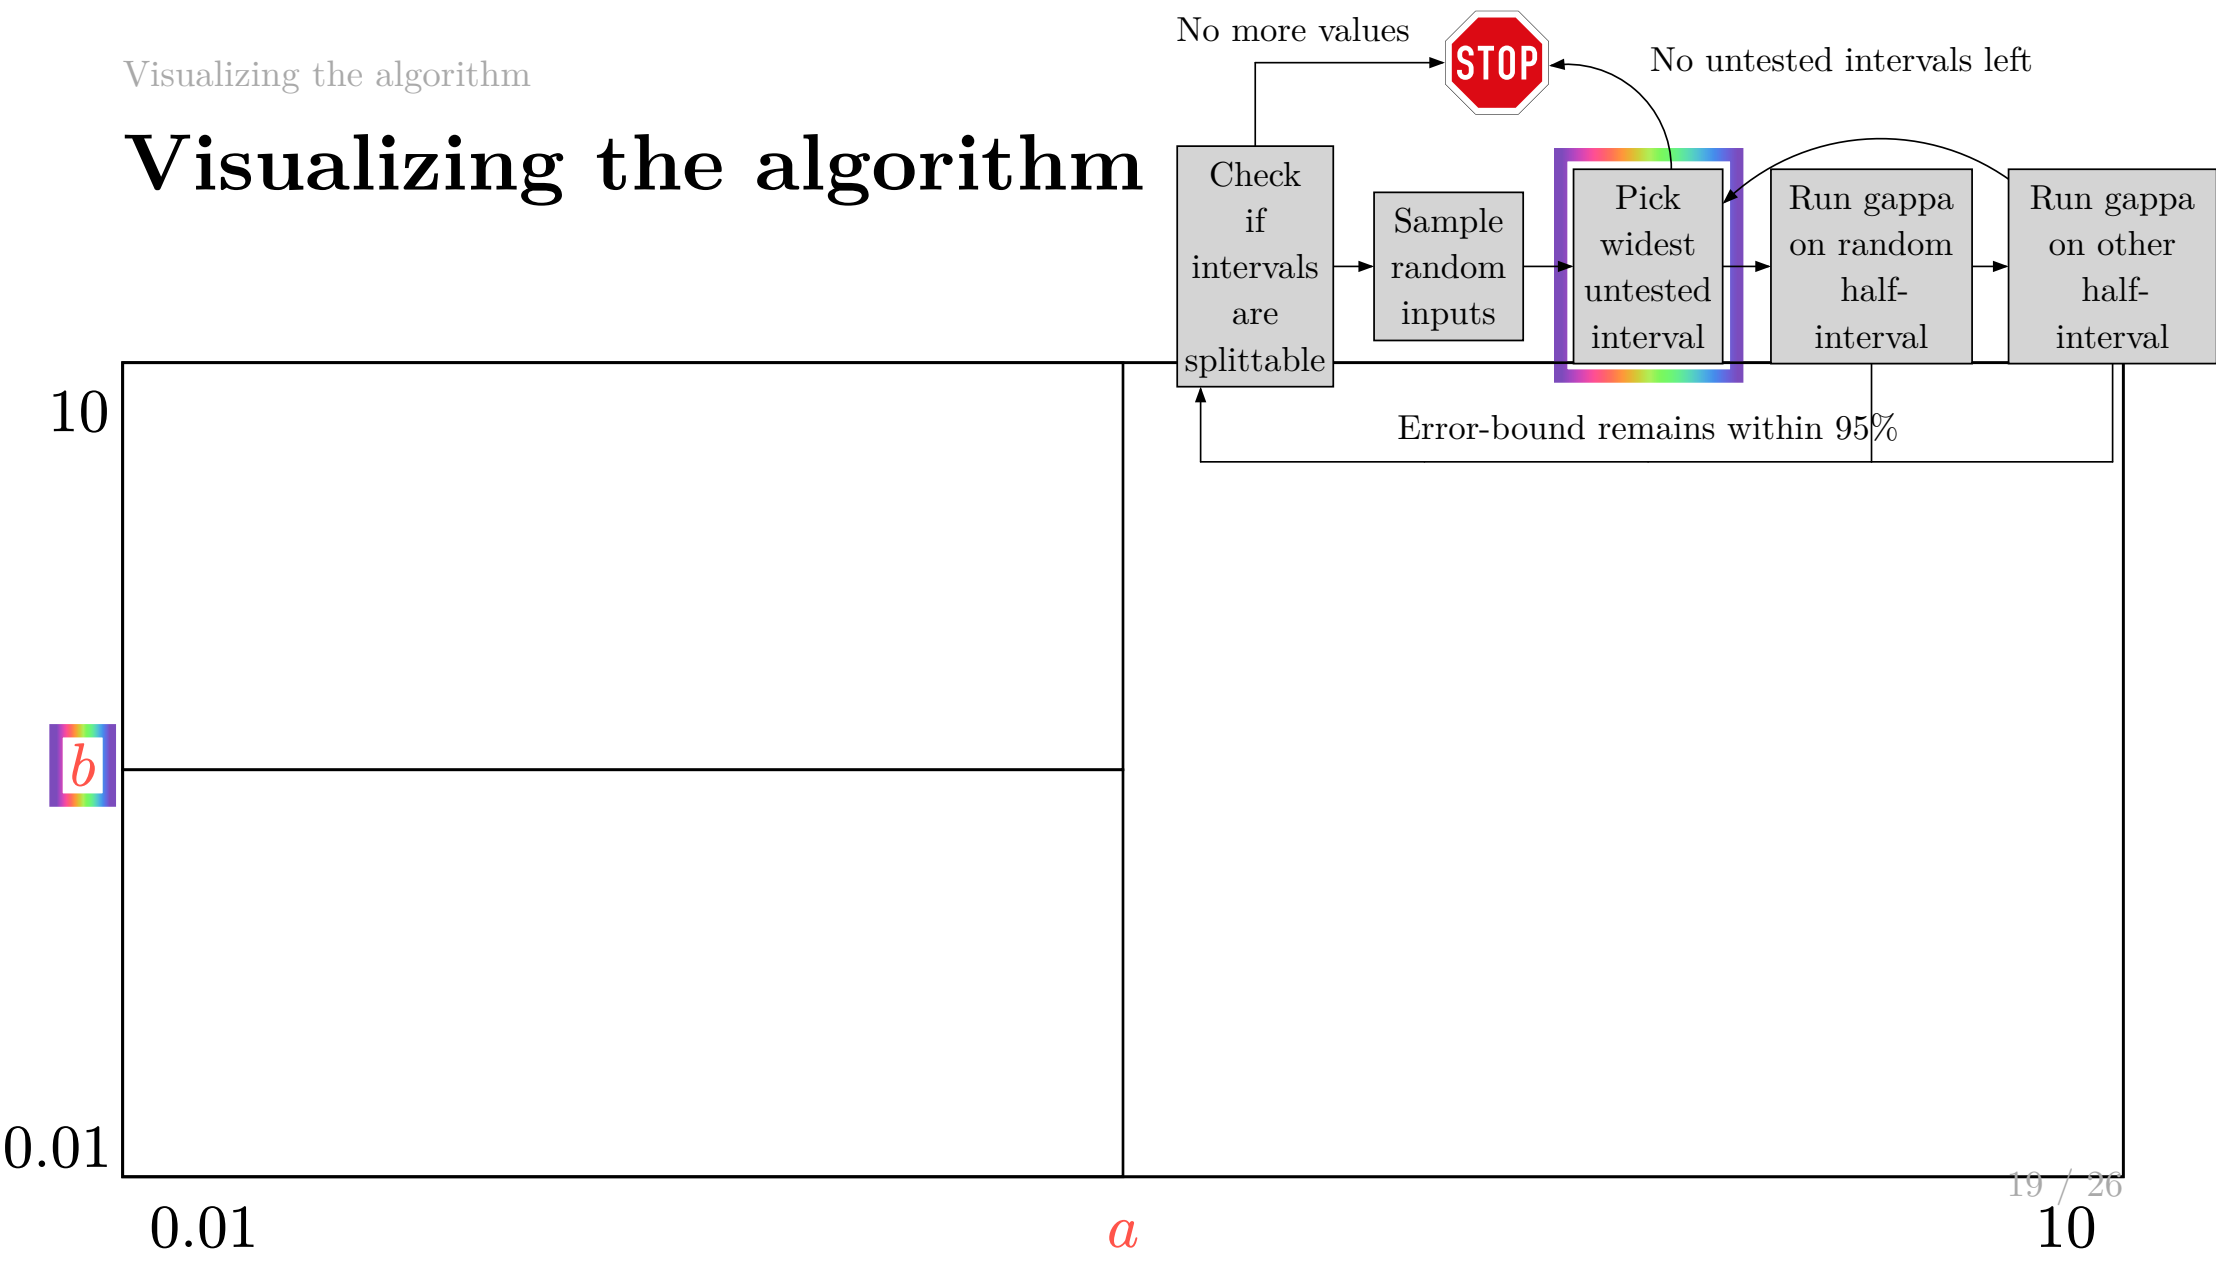 Visualizing the algorithm
Visualizing the algorithm
No more values
STOP
No untested intervals left
Check
if
intervals
are
splittable
Sample
random
inputs
Pick
widest
untested
interval
Run gappa
on random
half-
interval
Run gappa
on other
half-
interval
Error-bound remains within 95%
10
b
0.01
0.01
a
10
19 / 26